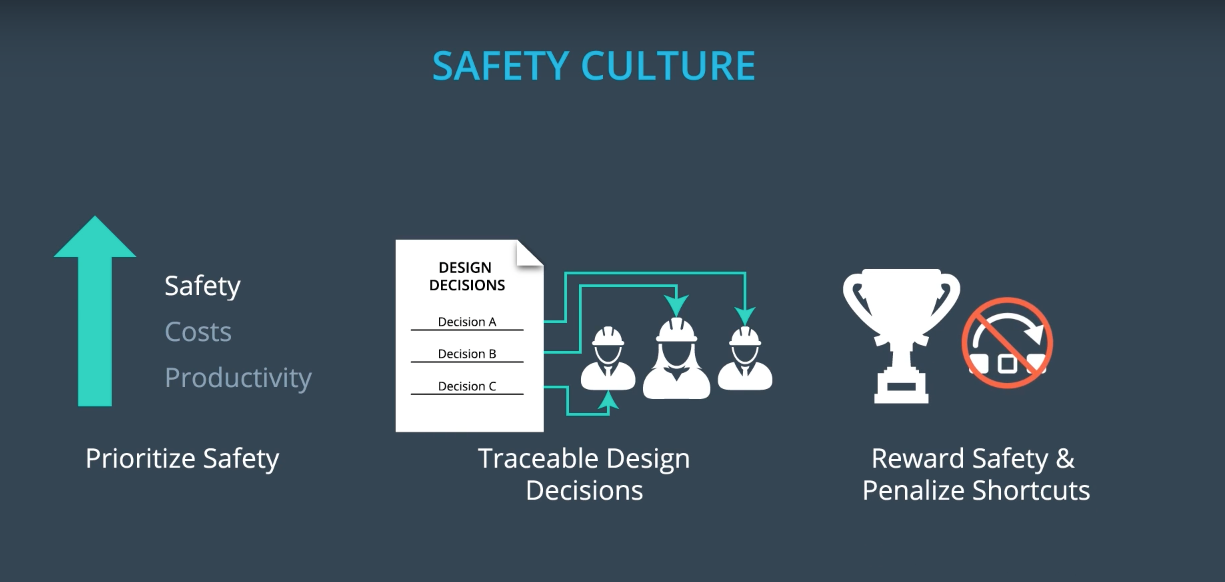 SAFETY CULTURE
Safety
Costs
Productivity
Prioritize Safety
DESIGN
DECISIONS
Decision A
Decision B
Decision C
Traceable Design
Decisions
Reward Safety &
Penalize Shortcuts